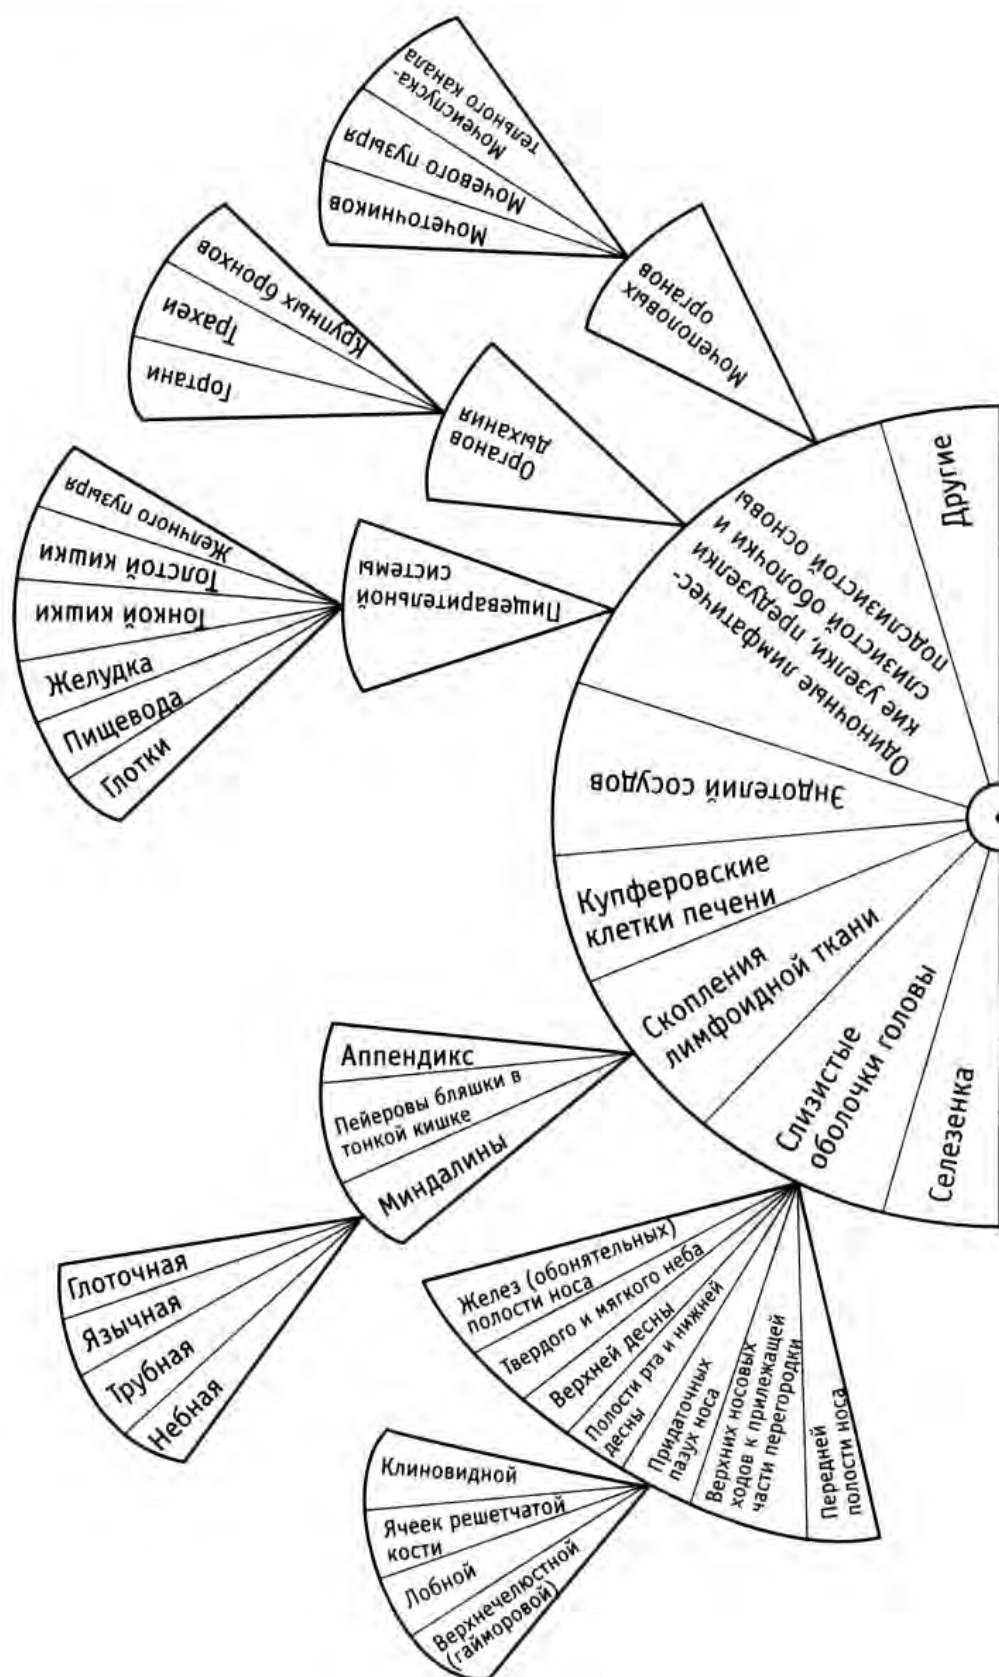 Мочеиспуска-
тельного канала
Мочевого пузыря
Мочеточников
Мочеполовых
органов
Крупных бронхов
Трахеи
Гортани
Органов
дыхания
Желчного пузыря
Толстой кишки
Тонкой кишки
Желудка
Пищевода
Глотки
Пищеварительной
системы
Другие
Одиночные лимфатичес-
кие узелки, предузелки
слизистой оболочки и
подслизистой основы
Эндотелий сосудов
Купферовские
клетки печени
Скопления
лимфоидной ткани
Слизистые
оболочки головы
Селезенка
Аппендикс
Пейеровы бляшки в
тонкой кишке
Миндалины
Глоточная
Язычная
Трубная
Небная
Желез (обонятельных)
полости носа
Твердого и мягкого неба
Верхней десны
Полости рта и нижней
десны
Придаточных
пазух носа
Верхних носовых
ходов к прилежащей
части перегородки
Передней
полости носа
Клиновидной
Ячеек решетчатой
кости
Лобной
Верхнечелюстной
(гайморовой)